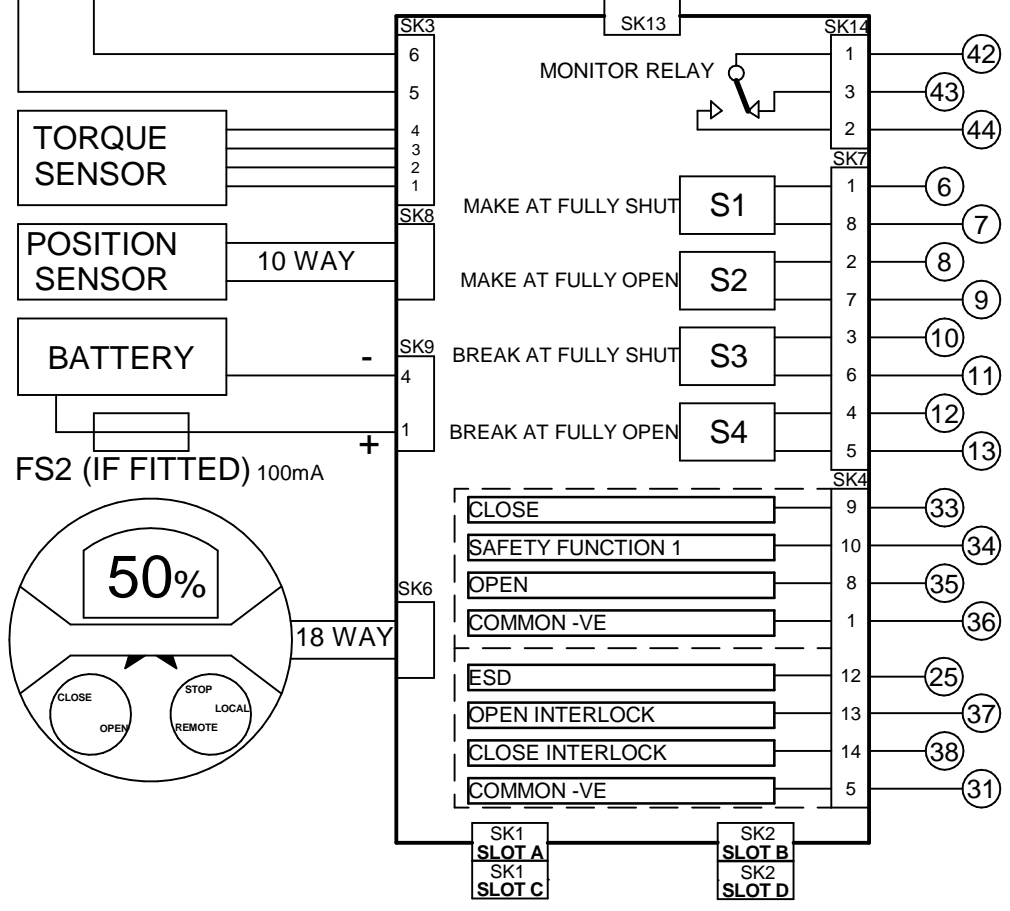 SK13
SK3
6
5
4
3
2
1
TORQUE
SENSOR
SK8
POSITION
SENSOR
10 WAY
BATTERY
-
SK9
4
1
+
FS2 (IF FITTED) 100mA
50%
CLOSE
OPEN
STOP
LOCAL
REMOTE
18 WAY
SK6
MONITOR RELAY
SK14
1 42
3 43
2 44
SK7
MAKE AT FULLY SHUT S1
1 6
8 7
MAKE AT FULLY OPEN S2
2 8
7 9
BREAK AT FULLY SHUT S3
3 10
6 11
BREAK AT FULLY OPEN S4
4 12
5 13
SK4
CLOSE 9 33
SAFETY FUNCTION 1 10 34
OPEN 8 35
COMMON -VE 1 36
ESD 12 25
OPEN INTERLOCK 13 37
CLOSE INTERLOCK 14 38
COMMON -VE 5 31
SK1
SLOT A
SK1
SLOT C
SK2
SLOT B
SK2
SLOT D